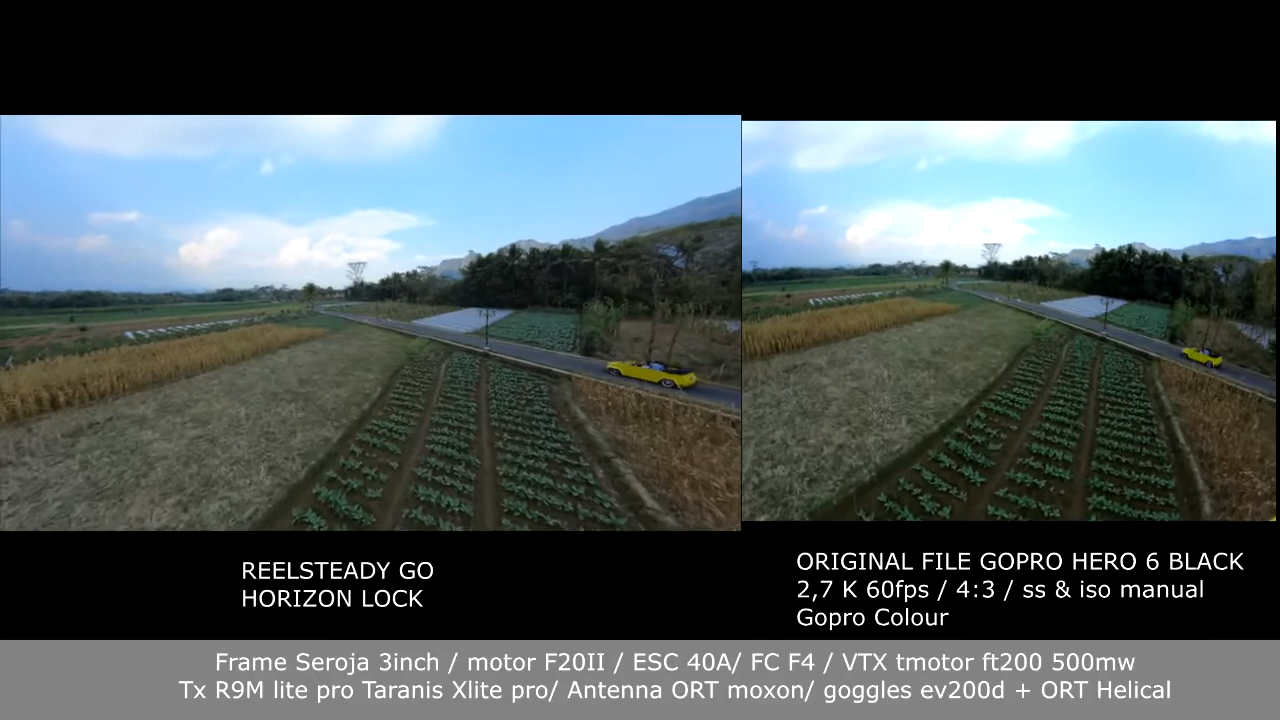 REELSTEADY GO
HORIZON LOCK
ORIGINAL FILE GOPRO HERO 6 BLACK
2,7 K 60fps / 4:3 / ss & iso manual
Gopro Colour
Frame Seroja 3inch / motor F20II / ESC 40A/ FC F4 / VTX tmotor ft200 500mw
Tx R9M lite pro Taranis Xlite pro/ Antenna ORT moxon/ goggles ev200d + ORT Helical